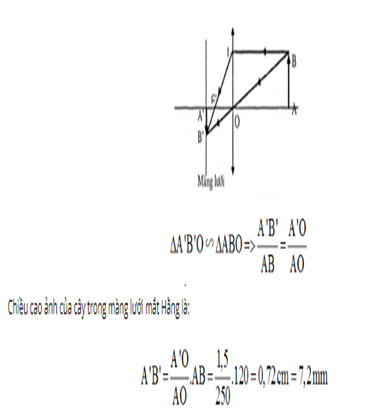 I
B
F'
A'
O
A
B'
Màng lưới
ΔA'B'O ∽ ΔABO => A'B'/AB = A'O/AO
Chiều cao ảnh của cây trong màng lưới mắt Hằng là:
A'B' = A'O/AO . AB = 1,5/250 . 120 = 0,72cm = 7,2mm